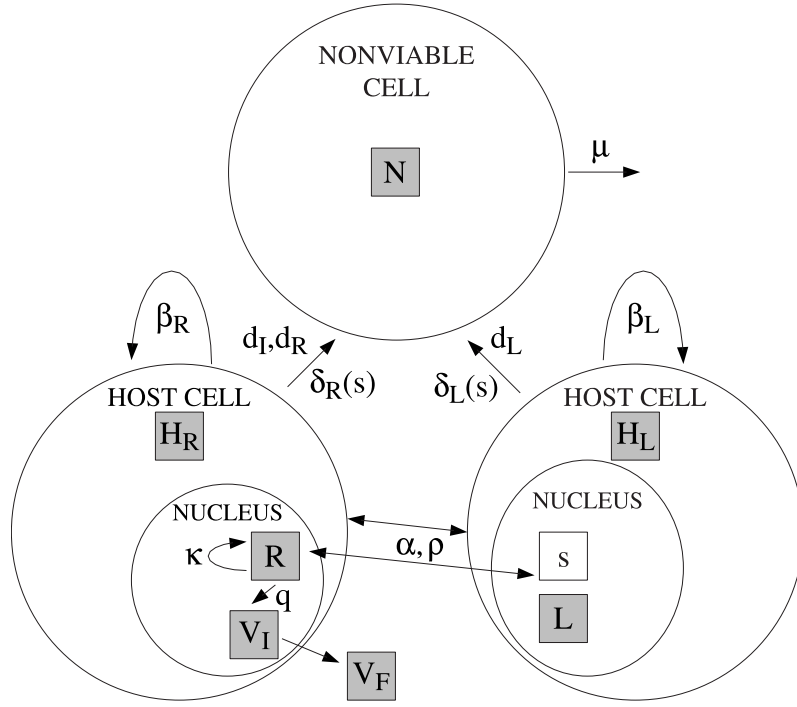 NONVIABLE
CELL
N
μ
β_R
d_I,d_R
δ_R(s)
d_L
δ_L(s)
β_L
HOST CELL
H_R
HOST CELL
H_L
NUCLEUS
κ
R
q
V_I
V_F
α, ρ
NUCLEUS
s
L